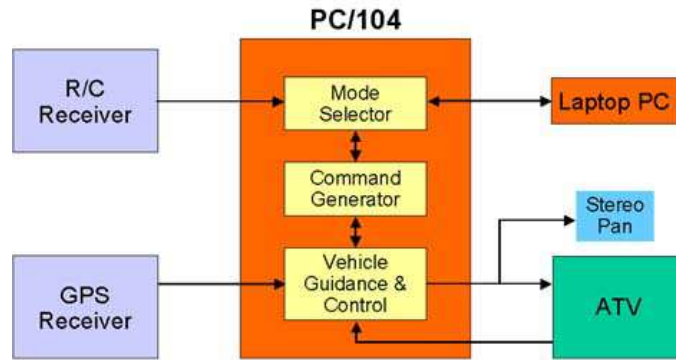 PC/104
R/C
Receiver
Mode
Selector
Laptop PC
Command
Generator
Stereo
Pan
GPS
Receiver
Vehicle
Guidance &
Control
ATV